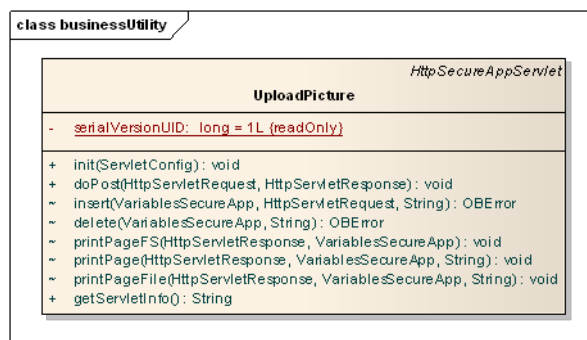 class businessUtility
HttpSecureAppServlet
UploadPicture
- serialVersionUID: long = 1L {readOnly}
+ init(ServletConfig) : void
+ doPost(HttpServletRequest, HttpServletResponse) : void
~ insert(VariablesSecureApp, HttpServletRequest, String) : OBError
~ delete(VariablesSecureApp, String) : OBError
~ printPageFS(HttpServletResponse, VariablesSecureApp) : void
~ printPage(HttpServletResponse, VariablesSecureApp, String) : void
~ printPageFile(HttpServletResponse, VariablesSecureApp, String) : void
+ getServletInfo() : String